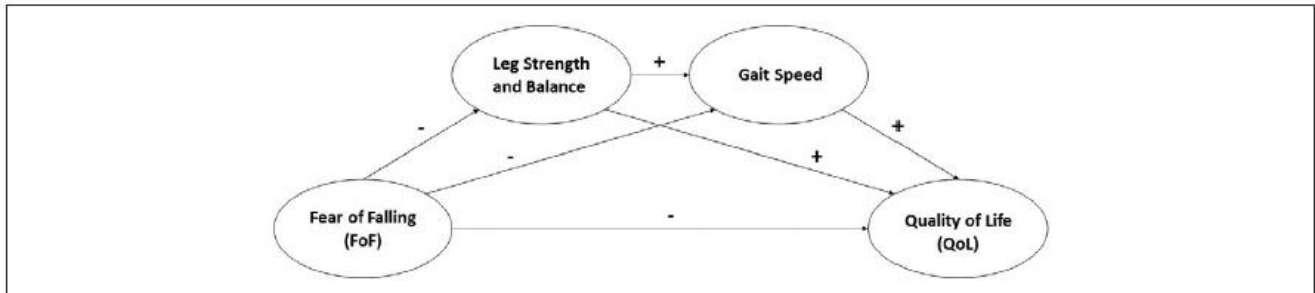 Leg Strength
and Balance
+
Gait Speed
-
-
+
+
Fear of Falling
(FoF)
-
Quality of Life
(QoL)